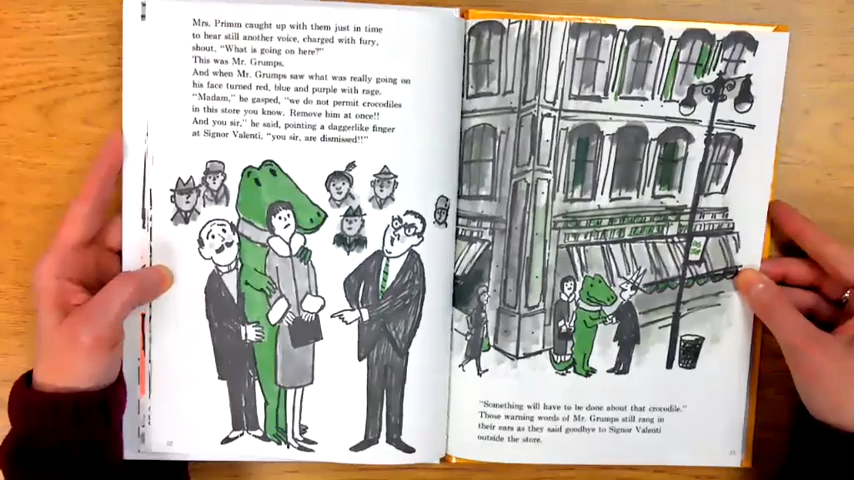 Mrs. Primm caught up with them just in time
to hear still another voice, charged with fury,
shout, "What is going on here?"
This was Mr. Grumps.
And when Mr. Grumps saw what was really going on
his face turned red, blue and purple with rage.
"Madam," he gasped, "we do not permit crocodiles
in this store you know. Remove him at once!!
And you sir," he said, pointing a daggerlike finger
at Signor Valenti, "you sir, are dismissed!!"
"Something will have to be done about that crocodile."
Those warning words of Mr. Grumps still rang in
their ears as they said goodbye to Signor Valenti
outside the store.